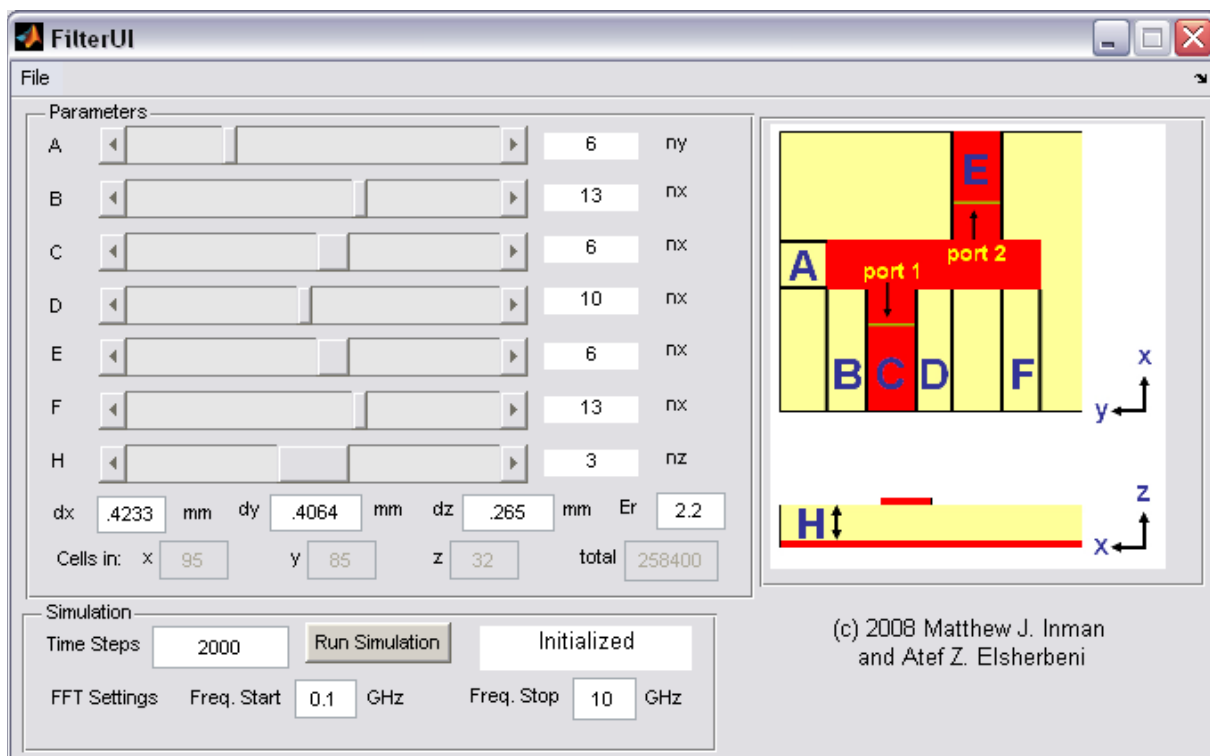 FilterUI
File
Parameters
A 6 ny
B 13 nx
C 6 nx
D 10 nx
E 6 nx
F 13 nx
H 3 nz
dx .4233 mm dy .4064 mm dz .265 mm Er 2.2
Cells in: x 95 y 85 z 32 total 258400
Simulation
Time Steps 2000 Run Simulation Initialized
FFT Settings Freq. Start 0.1 GHz Freq. Stop 10 GHz
E
A port 1 port 2
B C D F
x
y
z
H
x
(c) 2008 Matthew J. Inman
and Atef Z. Elsherbeni